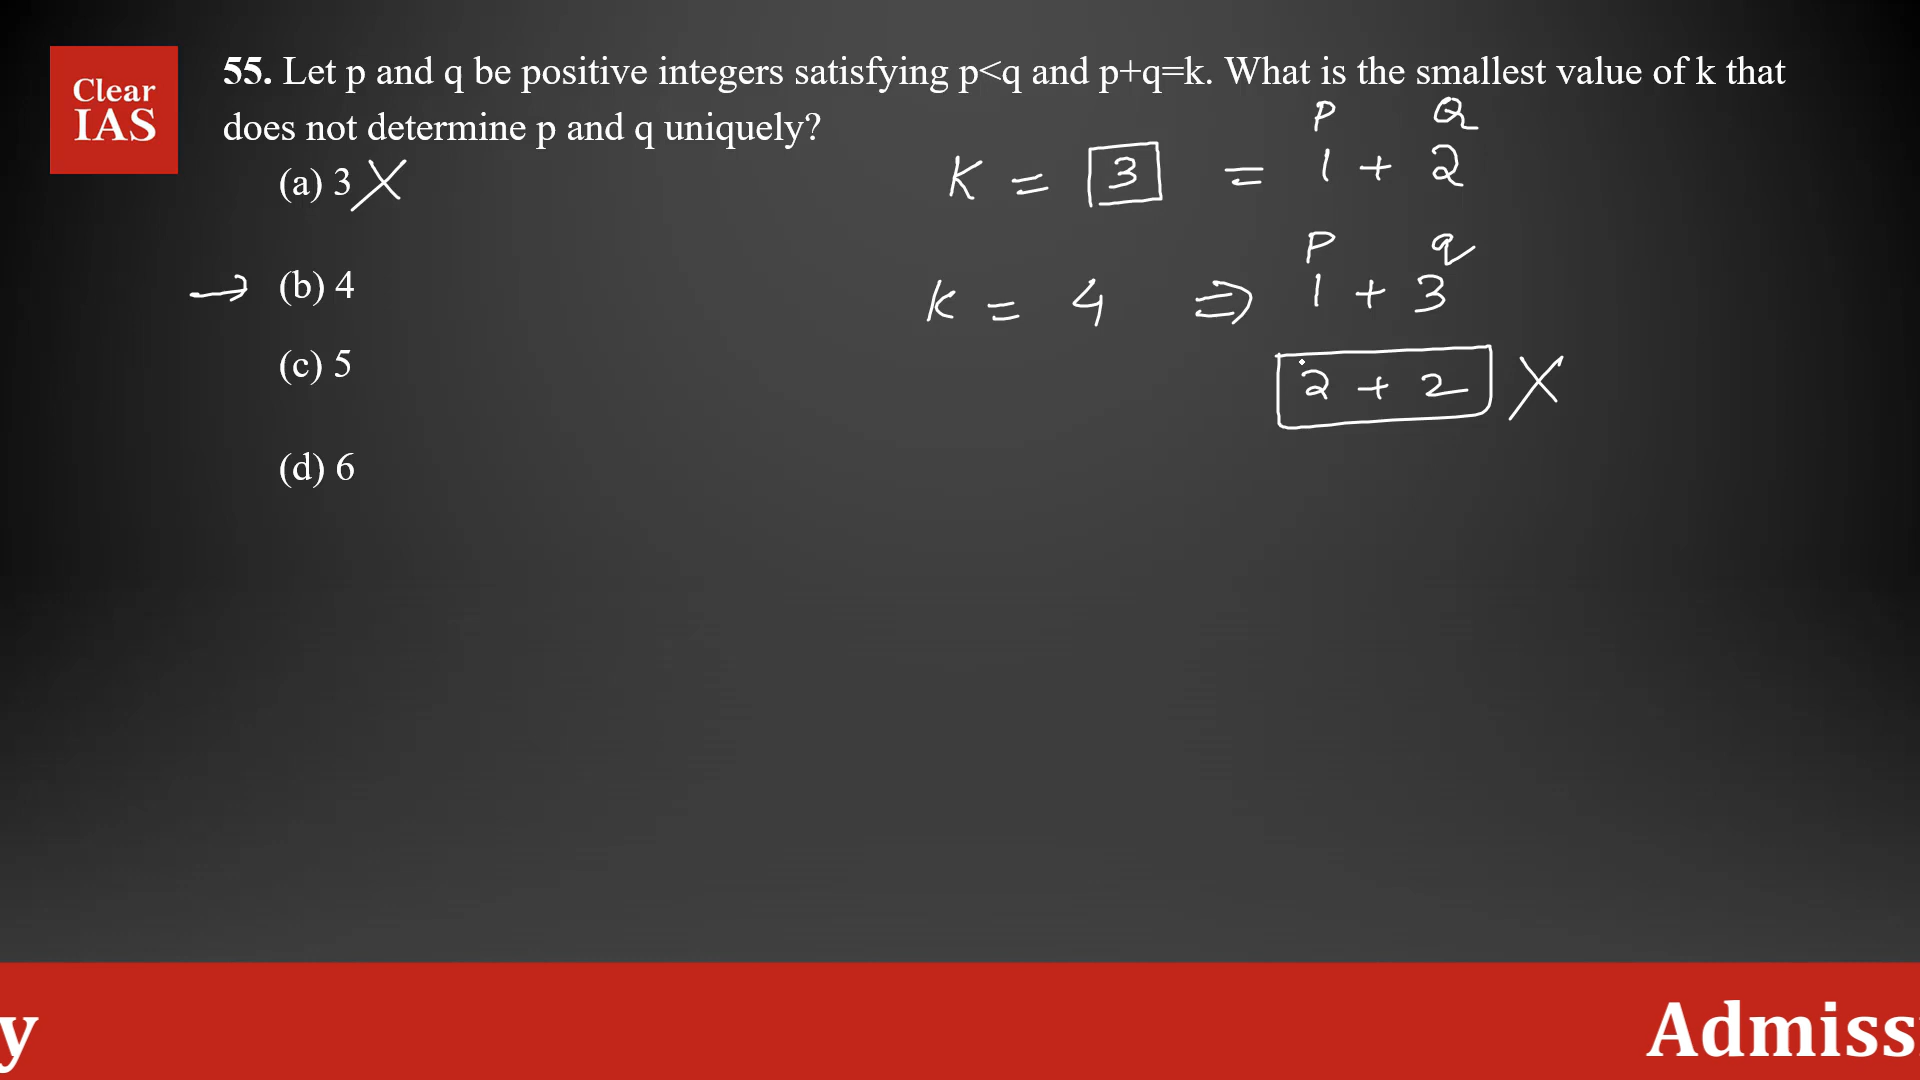 Clear
IAS
55. Let p and q be positive integers satisfying p<q and p+q=k. What is the smallest value of k that
does not determine p and q uniquely?
P Q
(a) 3 X
K = 3 = 1 + 2
P q
→ (b) 4
K = 4 ⇒ 1 + 3
(c) 5
2 + 2 X
(d) 6
y
Admiss